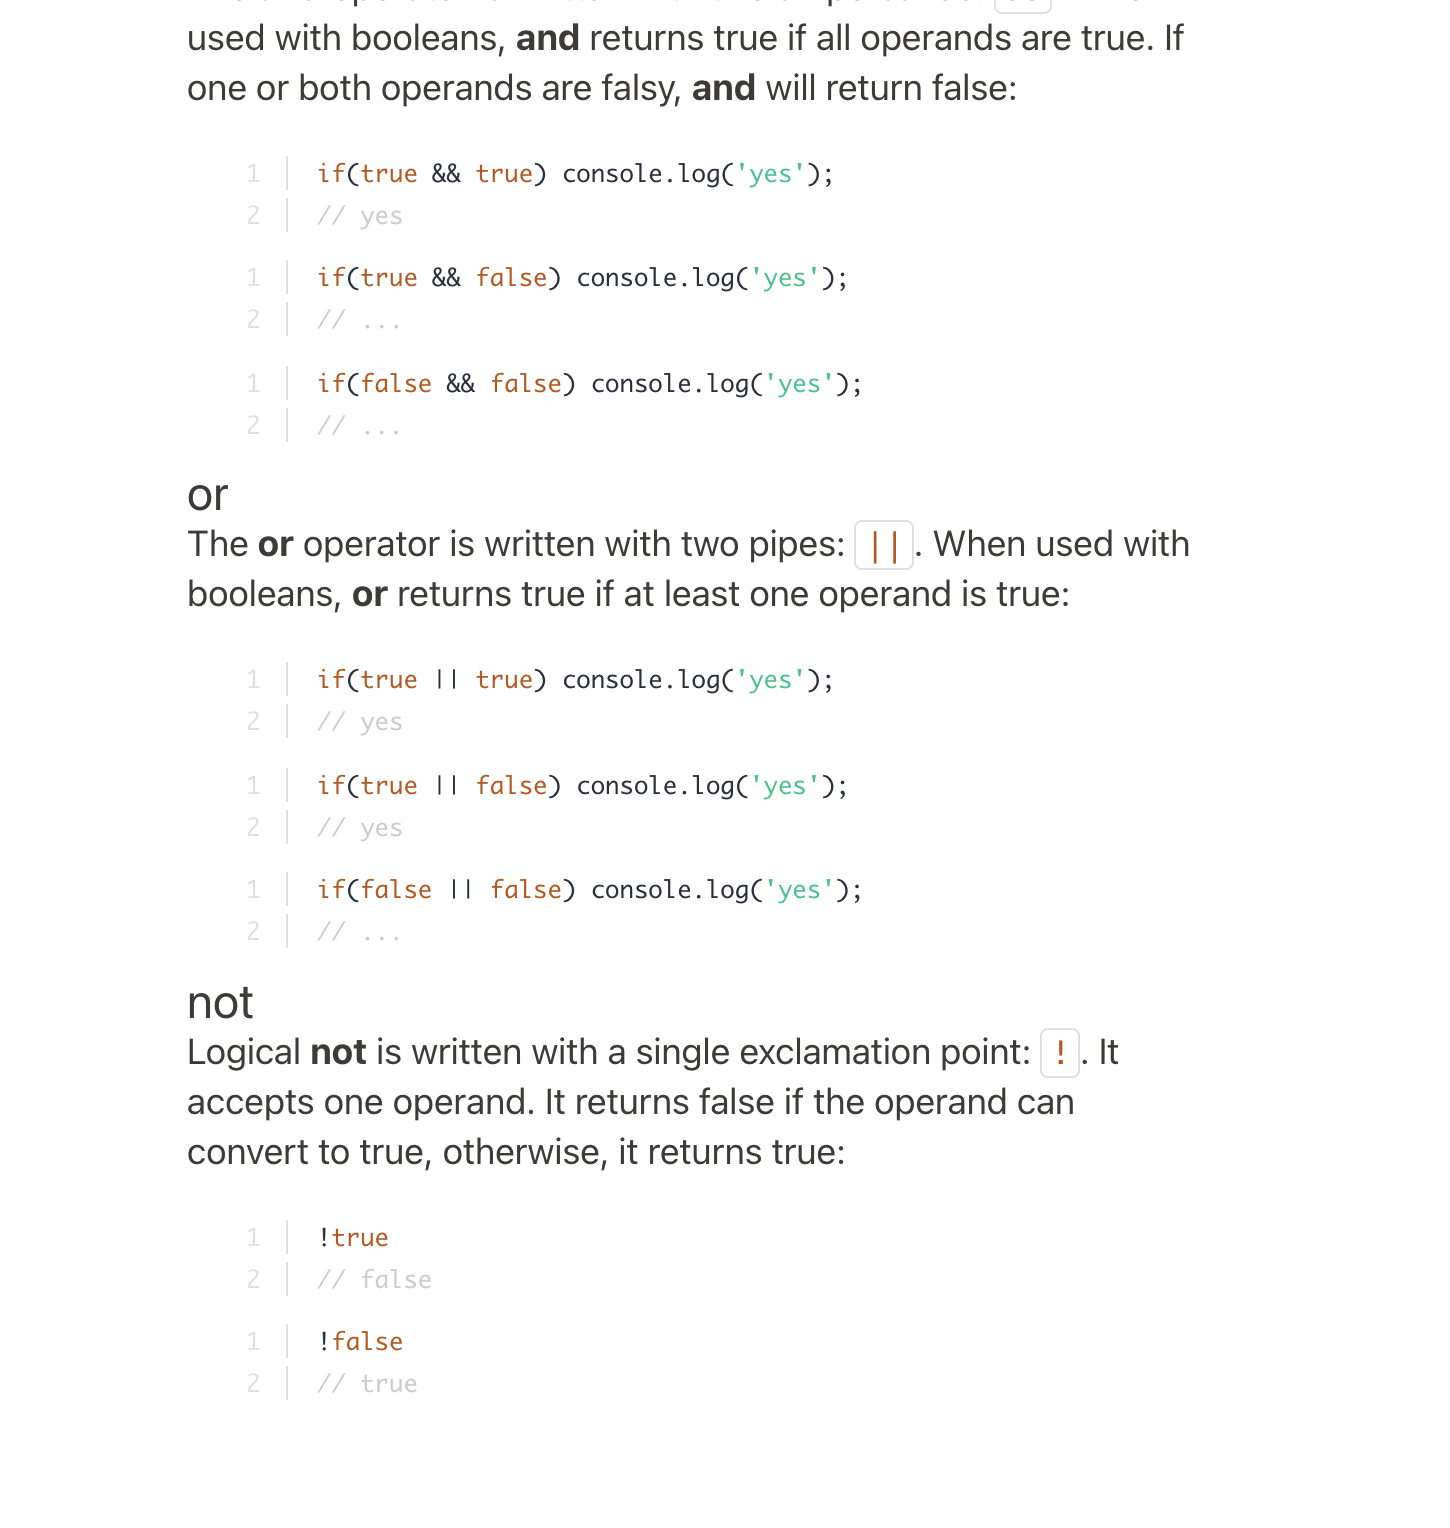 used with booleans, and returns true if all operands are true. If
one or both operands are falsy, and will return false:
1 if(true && true) console.log('yes');
2 // yes
1 if(true && false) console.log('yes');
2 // ...
1 if(false && false) console.log('yes');
2 // ...
or
The or operator is written with two pipes: ||. When used with
booleans, or returns true if at least one operand is true:
1 if(true || true) console.log('yes');
2 // yes
1 if(true || false) console.log('yes');
2 // yes
1 if(false || false) console.log('yes');
2 // ...
not
Logical not is written with a single exclamation point: !. It
accepts one operand. It returns false if the operand can
convert to true, otherwise, it returns true:
1 !true
2 // false
1 !false
2 // true